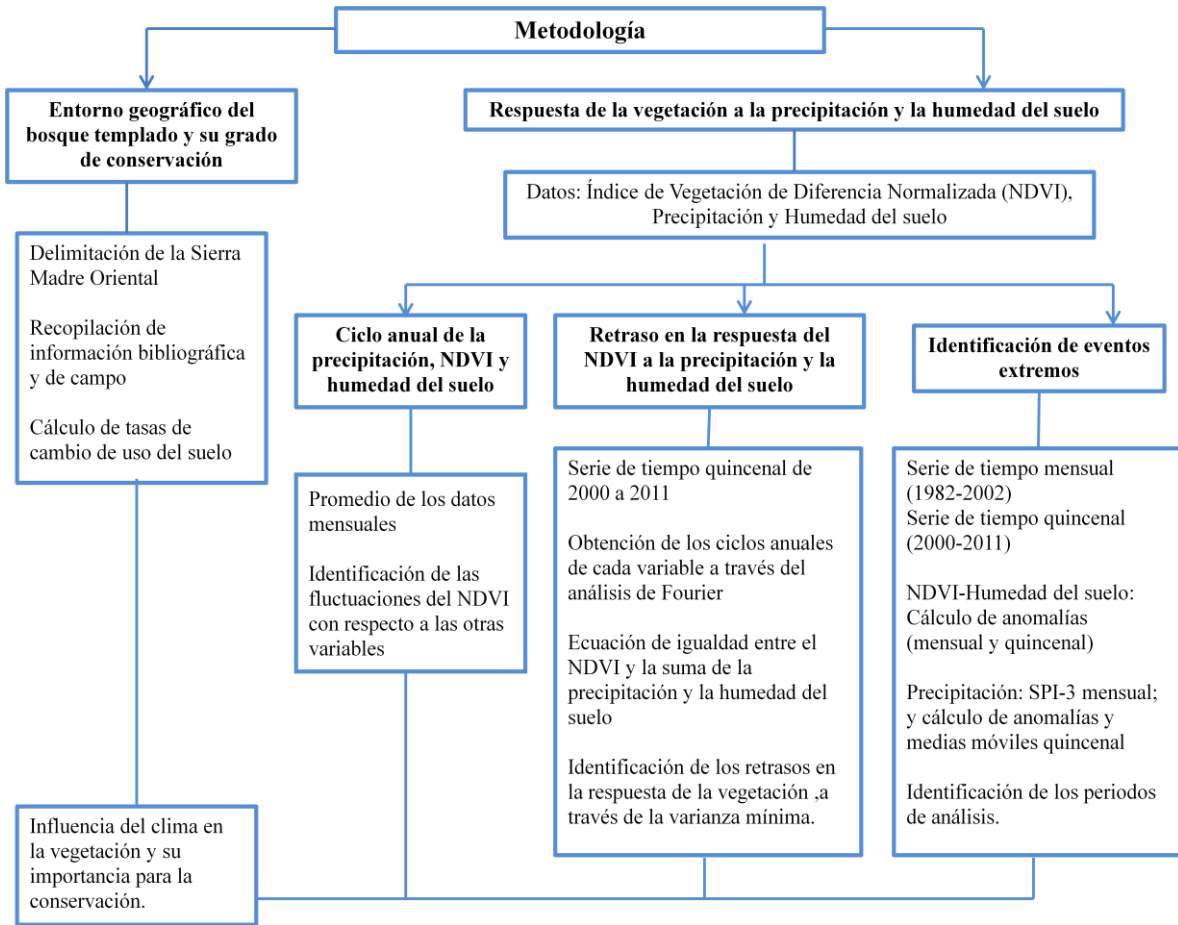 Metodología
Entorno geográfico del
bosque templado y su grado
de conservación
Respuesta de la vegetación a la precipitación y la humedad del suelo
Datos: Índice de Vegetación de Diferencia Normalizada (NDVI),
Precipitación y Humedad del suelo
Delimitación de la Sierra
Madre Oriental
Recopilación de
información bibliográfica
y de campo
Cálculo de tasas de
cambio de uso del suelo
Ciclo anual de la
precipitación, NDVI y
humedad del suelo
Promedio de los datos
mensuales
Identificación de las
fluctuaciones del NDVI
con respecto a las otras
variables
Retraso en la respuesta del
NDVI a la precipitación y la
humedad del suelo
Serie de tiempo quincenal de
2000 a 2011
Obtención de los ciclos anuales
de cada variable a través del
análisis de Fourier
Ecuación de igualdad entre el
NDVI y la suma de la
precipitación y la humedad del
suelo
Identificación de los retrasos en
la respuesta de la vegetación ,a
través de la varianza mínima.
Identificación de eventos
extremos
Serie de tiempo mensual
(1982-2002)
Serie de tiempo quincenal
(2000-2011)
NDVI-Humedad del suelo:
Cálculo de anomalías
(mensual y quincenal)
Precipitación: SPI-3 mensual;
y cálculo de anomalías y
medias móviles quincenal
Identificación de los periodos
de análisis.
Influencia del clima en
la vegetación y su
importancia para la
conservación.